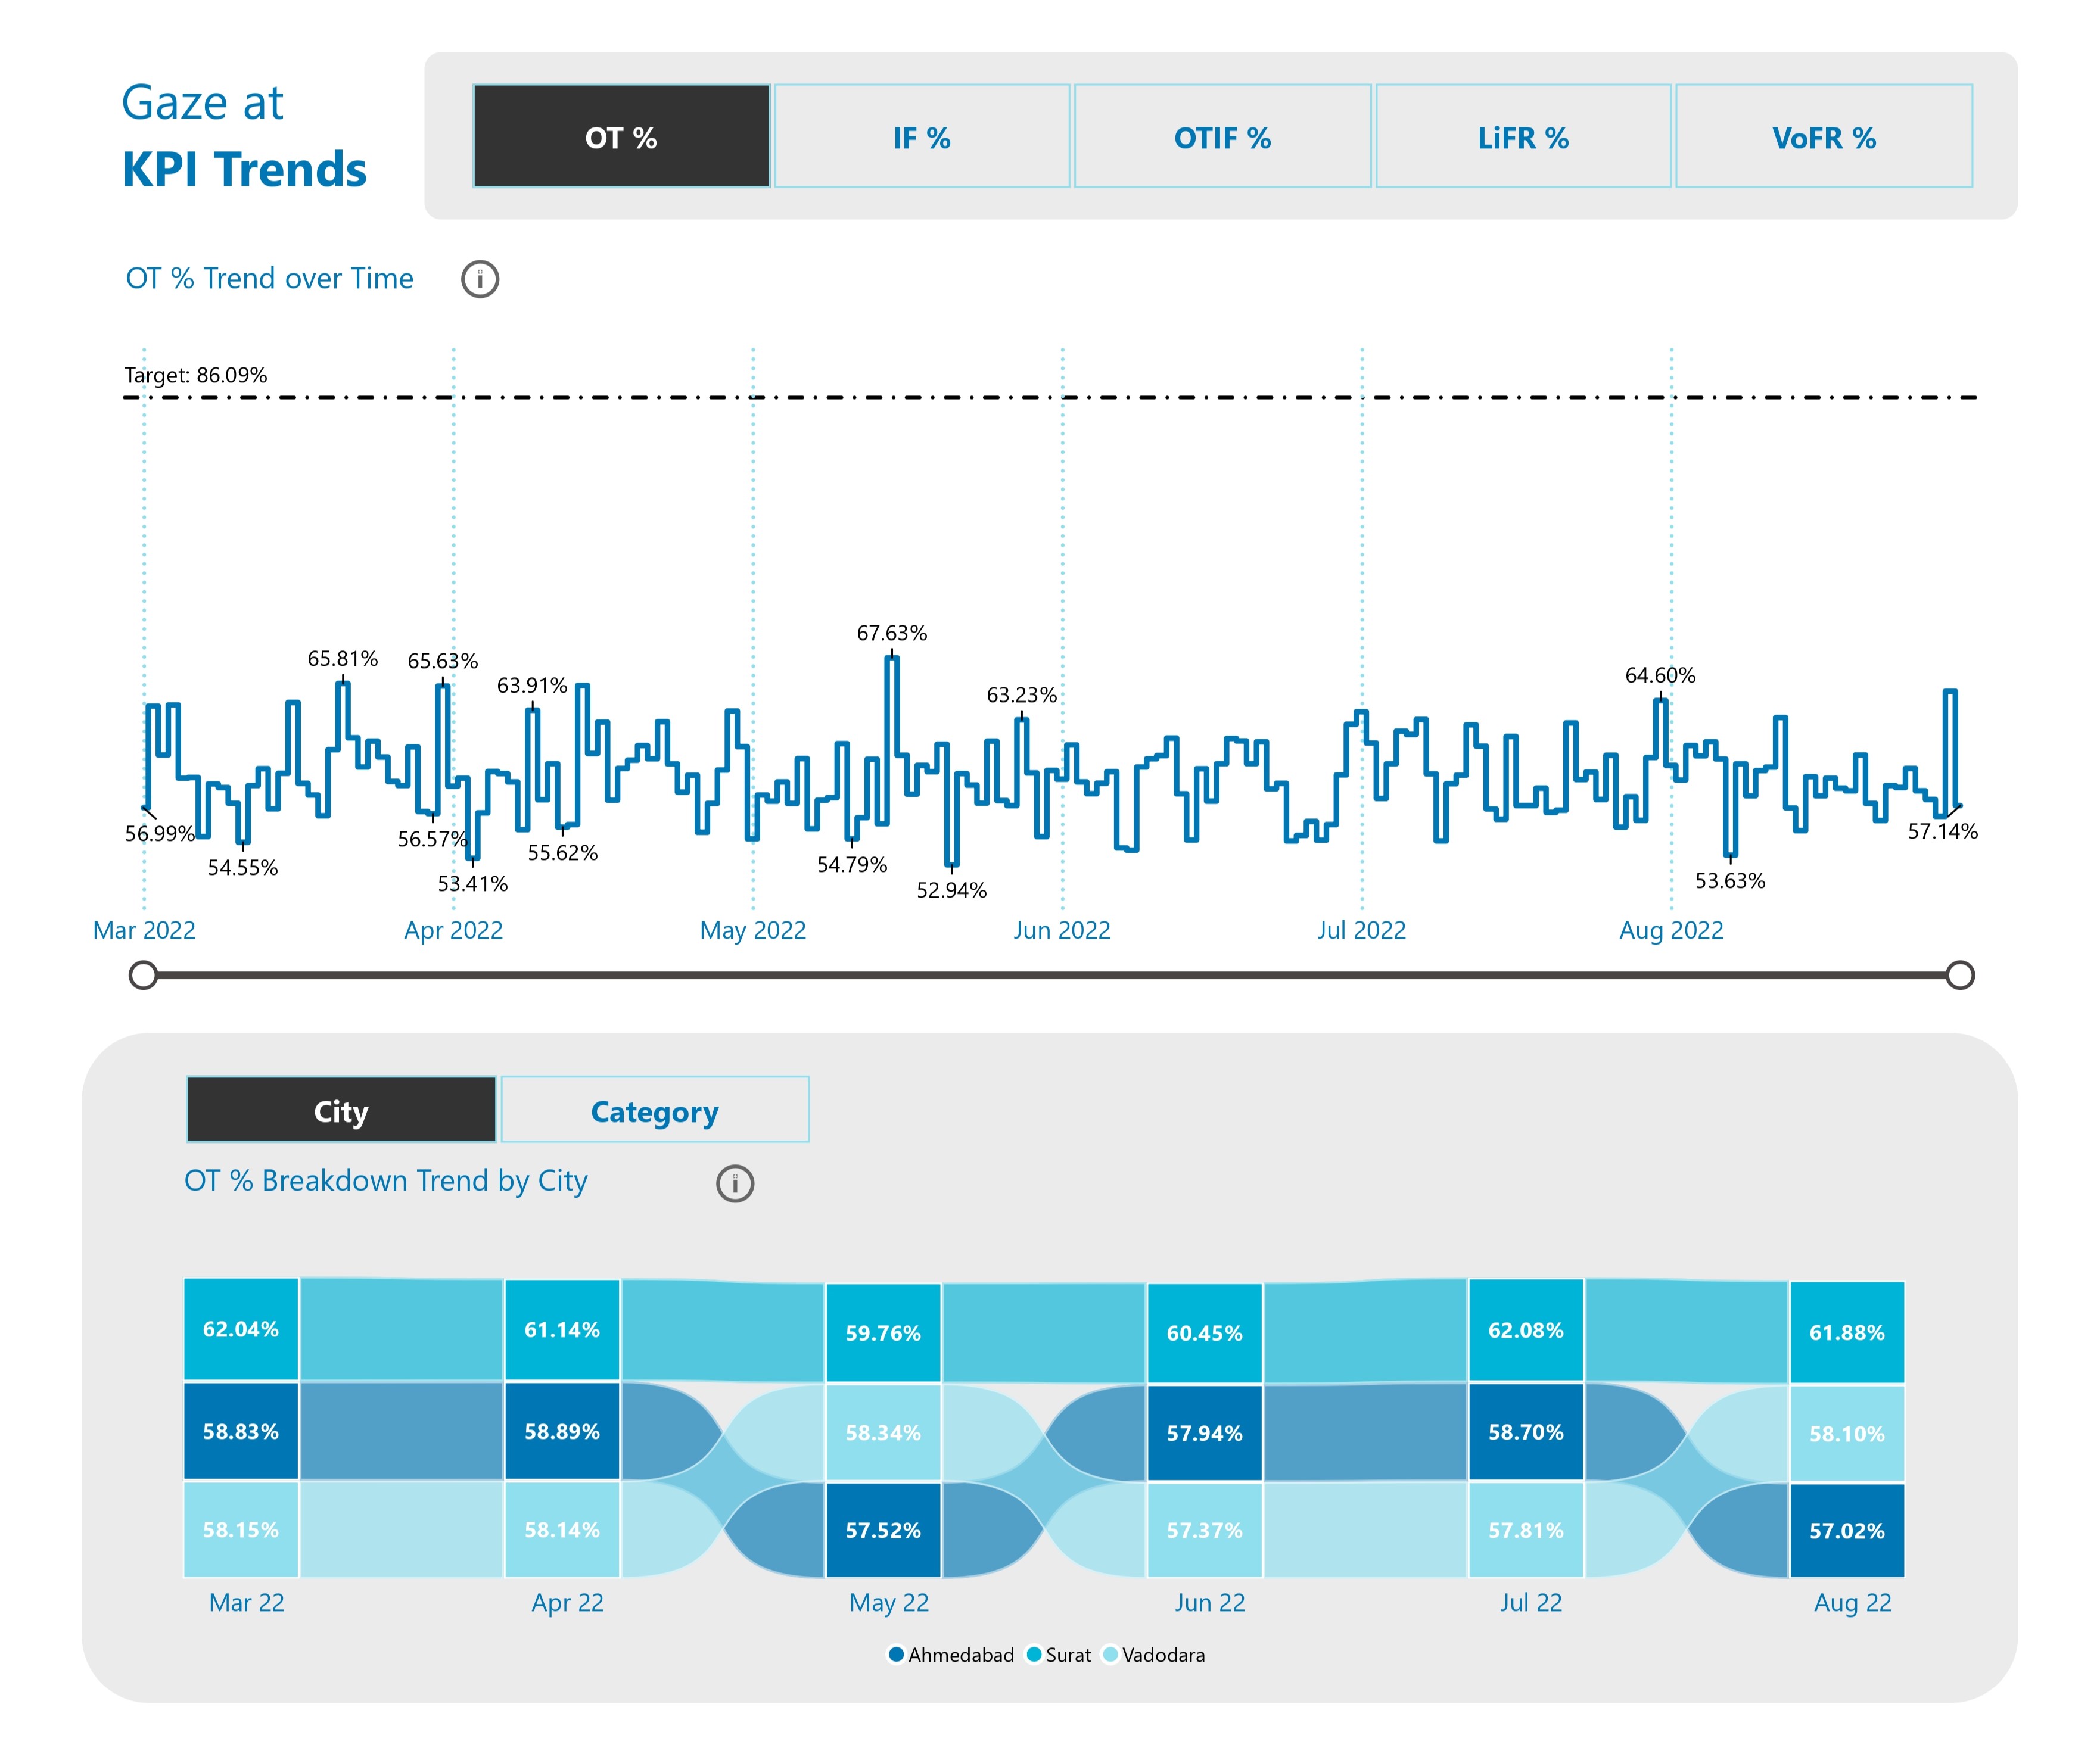 Gaze at
KPI Trends
OT %
IF %
OTIF %
LiFR %
VoFR %
OT % Trend over Time
Target: 86.09%
67.63%
65.81%
65.63%
63.91%
63.23%
64.60%
56.99%
54.55%
56.57%
53.41%
55.62%
54.79%
52.94%
53.63%
57.14%
Mar 2022
Apr 2022
May 2022
Jun 2022
Jul 2022
Aug 2022
City
Category
OT % Breakdown Trend by City
62.04%
61.14%
59.76%
60.45%
62.08%
61.88%
58.83%
58.89%
58.34%
57.94%
58.70%
58.10%
58.15%
58.14%
57.52%
57.37%
57.81%
57.02%
Mar 22
Apr 22
May 22
Jun 22
Jul 22
Aug 22
Ahmedabad
Surat
Vadodara